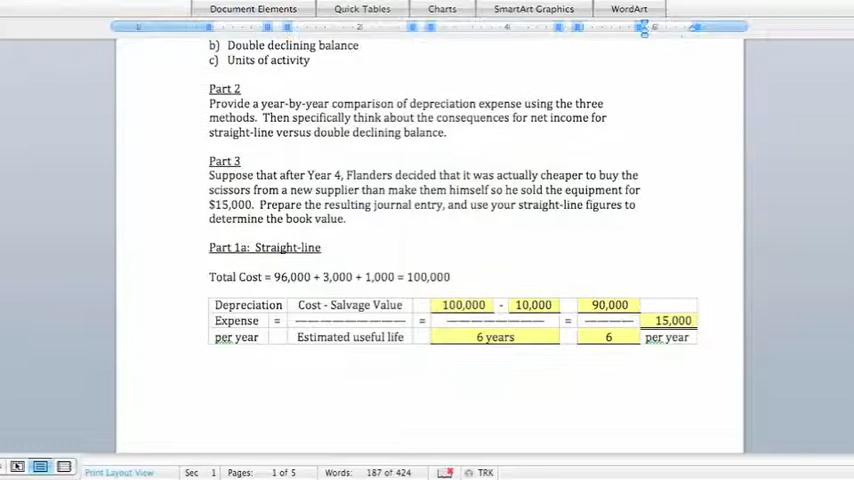 Document Elements Quick Tables Charts SmartArt Graphics WordArt
b) Double declining balance
c) Units of activity
Part 2
Provide a year-by-year comparison of depreciation expense using the three
methods. Then specifically think about the consequences for net income for
straight-line versus double declining balance.
Part 3
Suppose that after Year 4, Flanders decided that it was actually cheaper to buy the
scissors from a new supplier than make them himself so he sold the equipment for
$15,000. Prepare the resulting journal entry, and use your straight-line figures to
determine the book value.
Part 1a: Straight-line
Total Cost = 96,000 + 3,000 + 1,000 = 100,000
Depreciation Cost - Salvage Value 100,000 - 10,000 90,000
Expense = ——————— = ——————— = ——— 15,000
per year Estimated useful life 6 years 6 per year
Print Layout View Sec 1 Pages: 1 of 5 Words: 187 of 424 TRK